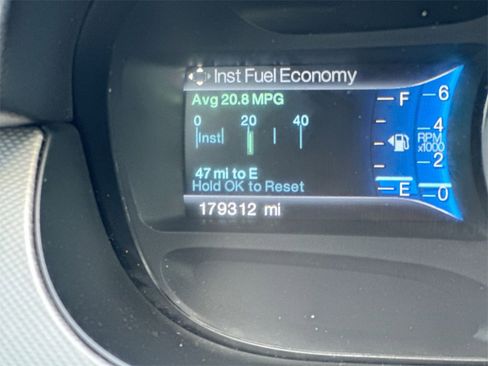 Inst Fuel Economy
Avg 20.8 MPG
0 20 40
Inst
47 mi to E
Hold OK to Reset
179312 mi
F 6
4
RPM
x1000
2
E 0